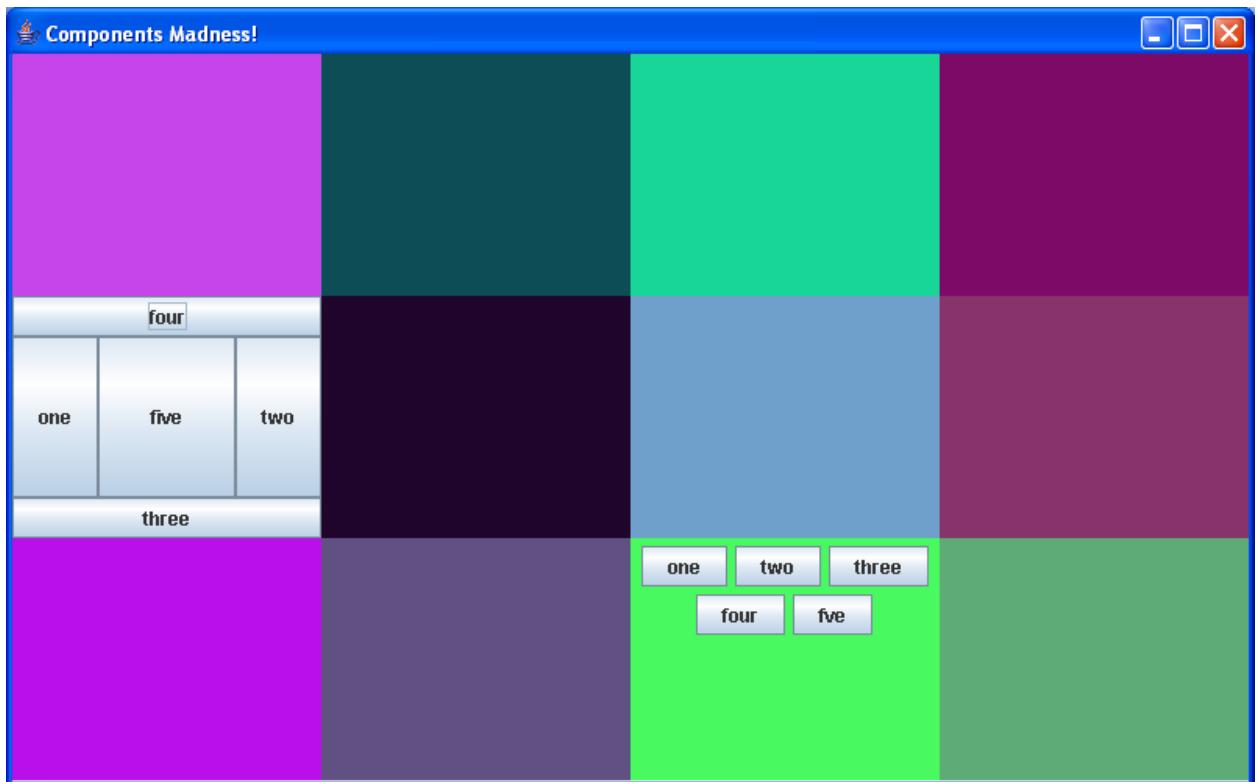 Components Madness!
four
one five two
three
one two three
four fve